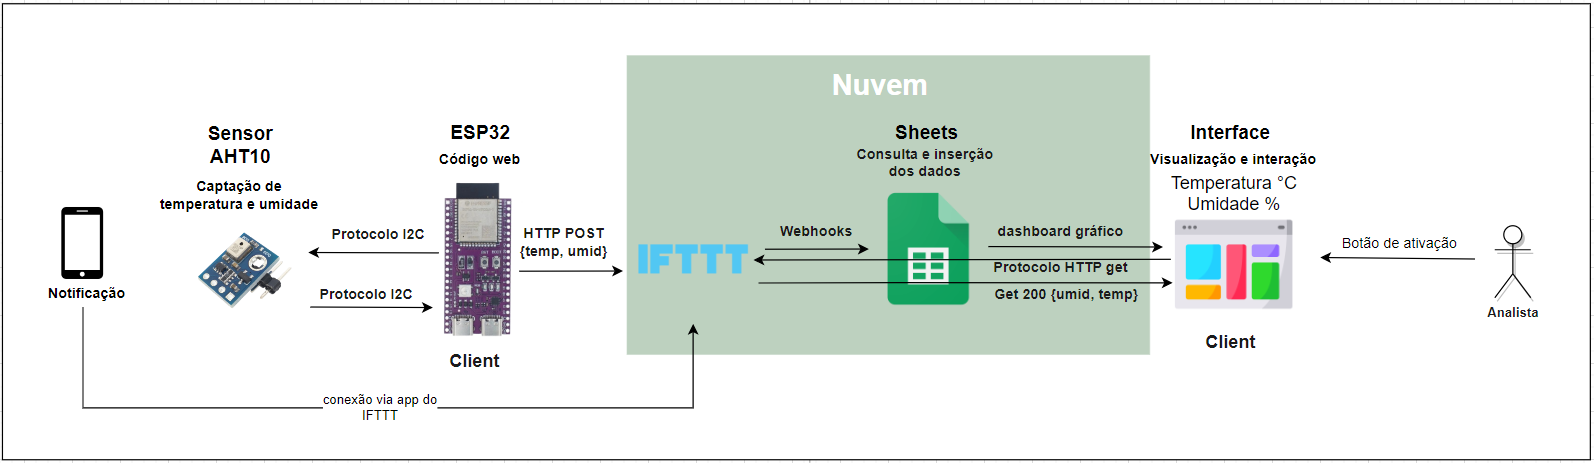 Nuvem
Sensor
AHT10
Captação de
temperatura e umidade
ESP32
Código web
Sheets
Consulta e inserção
dos dados
Interface
Visualização e interação
Temperatura °C
Umidade %
Notificação
Protocolo I2C
Protocolo I2C
HTTP POST
{temp, umid}
IFTTT
Webhooks
dashboard gráfico
Protocolo HTTP get
Get 200 {umid, temp}
Botão de ativação
Analista
Client
Client
conexão via app do
IFTTT